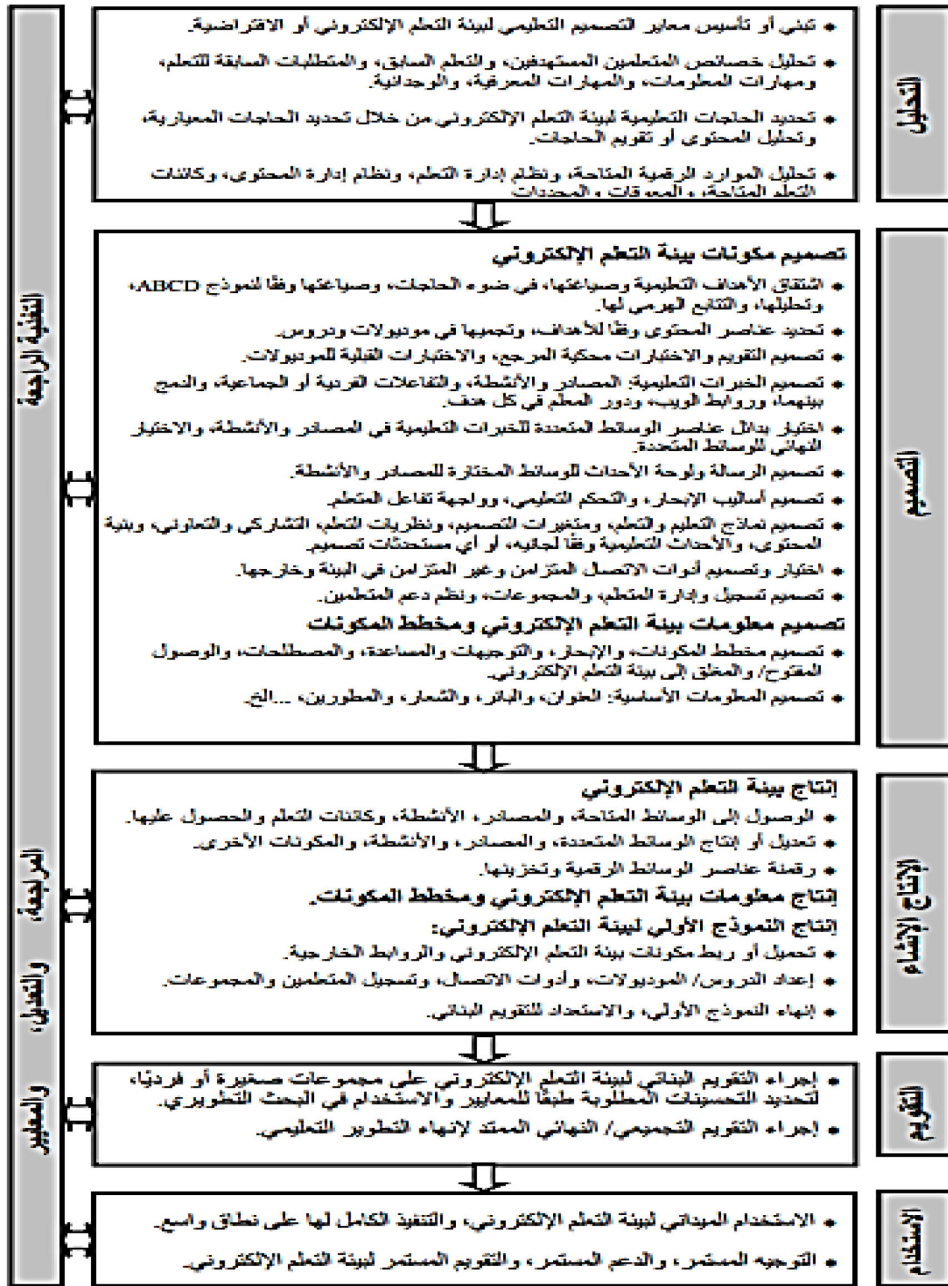 التحليل
تبني أو تأسيس معايير التصميم التعليمي لبيئة التعلم الإلكتروني أو الافتراضية.
تحليل خصائص المتعلمين المستهدفين، والتعلم السابق، والمتطلبات السابقة للتعلم،
ومهارات المعلومات، والمهارات المعرفية، والوجدانية.
تحديد الحاجات التعليمية لبيئة التعلم الإلكتروني من خلال تحديد الحاجات المعيارية،
وتحليل المحتوى أو تقويم الحاجات.
تحليل الموارد الرقمية المتاحة، ونظام إدارة التعلم، ونظام إدارة المحتوى، وكائنات
التعلم المتاحة، والمعوقات والمحددات
التصميم
تصميم مكونات بيئة التعلم الإلكتروني
اشتقاق الأهداف التعليمية وصياغتها، في ضوء الحاجات، وصياغتها وفقًا لنموذج ABCD،
وتحليلها، والتتابع الهرمي لها.
تحديد عناصر المحتوى وفقًا للأهداف، وتجميها في موديولات ودروس.
تصميم التقويم والاختبارات محكية المرجع، والاختبارات القبلية للموديولات.
تصميم الخبرات التعليمية: المصادر والأنشطة، والتفاعلات الفردية أو الجماعية، والدمج
بينهما، وروابط الويب، ودور المعلم في كل هدف.
اختيار بدائل عناصر الوسائط المتعددة للخبرات التعليمية في المصادر والأنشطة، والاختيار
النهائي للوسائط المتعددة.
تصميم الرسالة ولوحة الأحداث للوسائط المختارة للمصادر والأنشطة.
تصميم أساليب الإبحار، والتحكم التعليمي، وواجهة تفاعل المتعلم.
تصميم نماذج التعليم والتعلم، ومتغيرات التصميم، ونظريات التعلم، التشاركي والتعاوني، وبنية
المحتوى، والأحداث التعليمية وفقًا لجانيه، أو أي مستحدثات تصميم.
اختيار وتصميم أدوات الاتصال المتزامن وغير المتزامن في البيئة وخارجها.
تصميم تسجيل وإدارة المتعلم، والمجموعات، ونظم دعم المتعلمين.
تصميم معلومات بيئة التعلم الإلكتروني ومخطط المكونات
تصميم مخطط المكونات، والإبحار، والتوجيهات والمساعدة، والمصطلحات، والوصول
المفتوح/ والمغلق إلى بيئة التعلم الإلكتروني.
تصميم المعلومات الأساسية: العنوان، والبانر، والشعار، والمطورين، ...الخ.
الإنتاج الإنشاء
إنتاج بيئة التعلم الإلكتروني
الوصول إلى الوسائط المتاحة، والمصادر، الأنشطة، وكائنات التعلم والحصول عليها.
تعديل أو إنتاج الوسائط المتعددة، والمصادر، والأنشطة، والمكونات الأخرى.
رقمنة عناصر الوسائط الرقمية وتخزينها.
إنتاج معلومات بيئة التعلم الإلكتروني ومخطط المكونات.
إنتاج النموذج الأولي لبيئة التعلم الإلكتروني:
تحميل أو ربط مكونات بيئة التعلم الإلكتروني والروابط الخارجية.
إعداد الدروس/ الموديولات، وأدوات الاتصال، وتسجيل المتعلمين والمجموعات.
إنهاء النموذج الأولي، والاستعداد للتقويم البنائي.
التقويم
إجراء التقويم البنائي لبيئة التعلم الإلكتروني على مجموعات صغيرة أو فرديًا،
لتحديد التحسينات المطلوبة طبقًا للمعايير والاستخدام في البحث التطويري.
إجراء التقويم التجميعي/ النهائي الممتد لإنهاء التطوير التعليمي.
الاستخدام
الاستخدام الميداني لبيئة التعلم الإلكتروني، والتنفيذ الكامل لها على نطاق واسع.
التوجيه المستمر، والدعم المستمر، والتقويم المستمر لبيئة التعلم الإلكتروني.
التغذية الراجعة
المراجعة،
والتعديل،
والمعايير